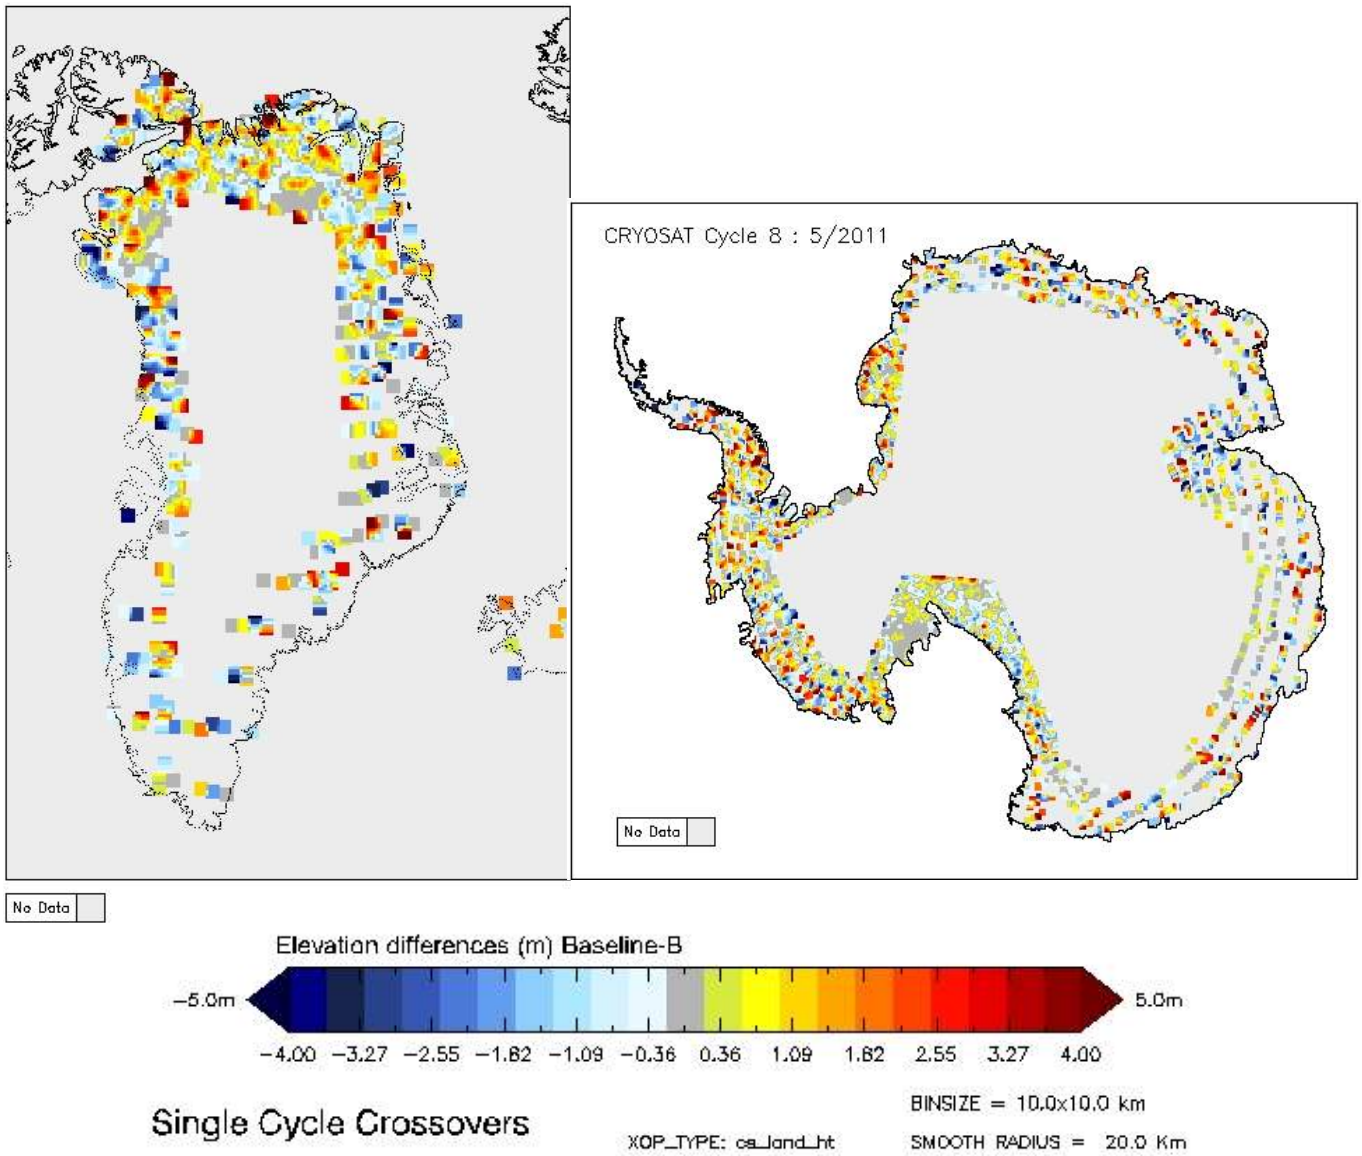 CRYOSAT Cycle 8 : 5/2011
No Data
No Data
Elevation differences (m) Baseline-B
-5.0m
5.0m
-4.00 -3.27 -2.55 -1.82 -1.09 -0.36 0.36 1.09 1.82 2.55 3.27 4.00
Single Cycle Crossovers
BINSIZE = 10.0x10.0 km
XOP_TYPE: cs_land_ht
SMOOTH RADIUS = 20.0 Km